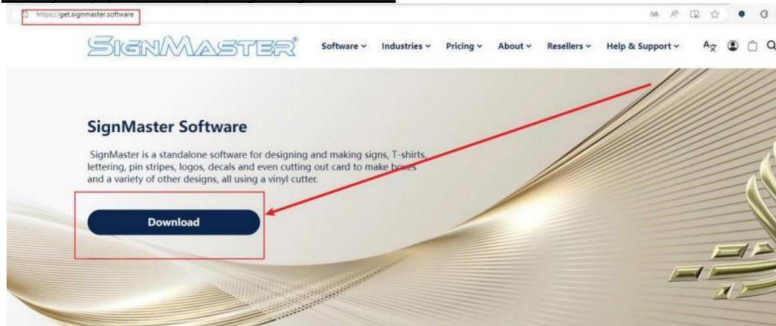 https://get.signmaster.software
SIGNMASTER®
Software Industries Pricing About Resellers Help & Support
SignMaster Software
SignMaster is a standalone software for designing and making signs, T-shirts,
lettering, pin stripes, logos, decals and even cutting out card to make boxes
and a variety of other designs, all using a vinyl cutter.
Download